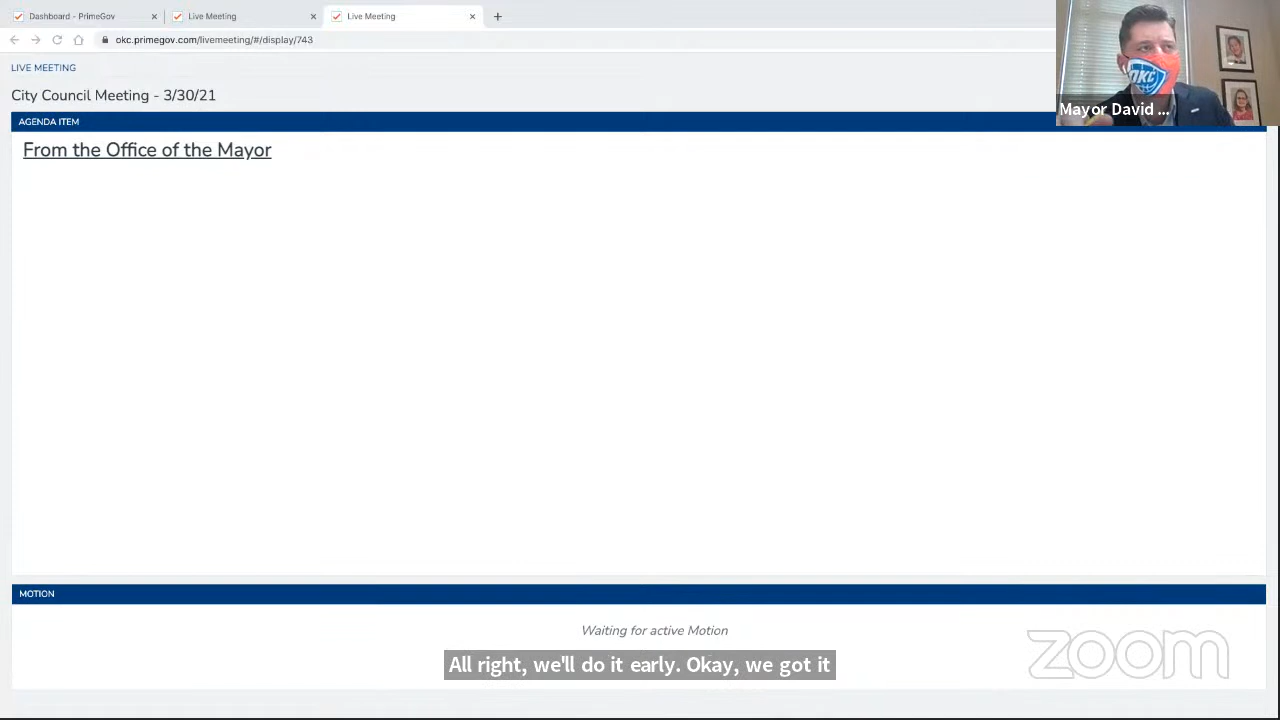 Dashboard - PrimeGov
Live Meeting
Live Meeting
okc.primegov.com/livemeeting/#/display/743
LIVE MEETING
City Council Meeting - 3/30/21
OKC
Mayor David ...
AGENDA ITEM
From the Office of the Mayor
MOTION
Waiting for active Motion
All right, we'll do it early. Okay, we got it
zoom